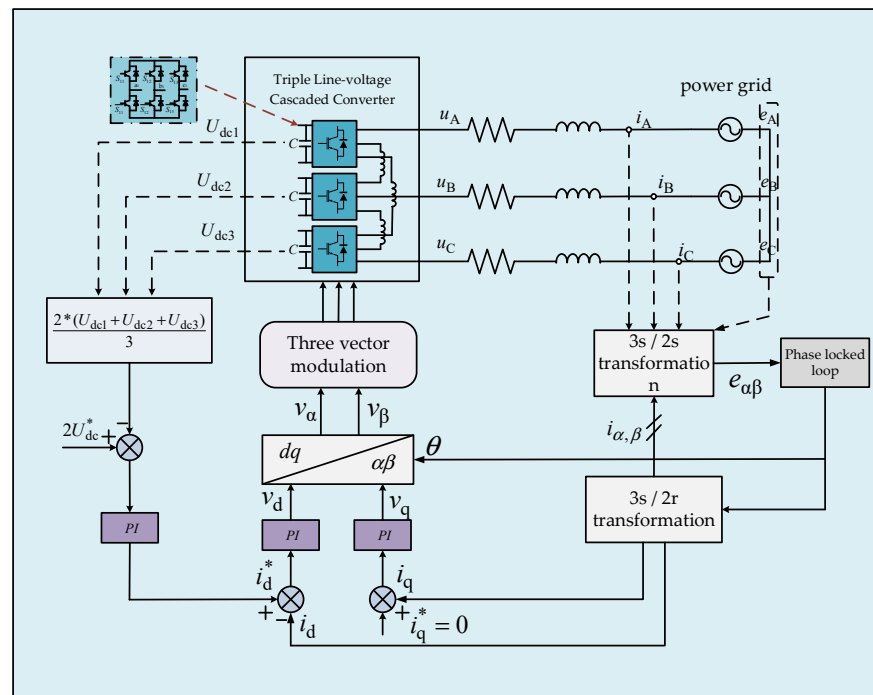 Triple Line-voltage
Cascaded Converter
power grid
U_dc1
C
U_dc2
C
U_dc3
C
u_A
i_A
e_A
u_B
i_B
e_B
u_C
i_C
e_C
2*(U_dc1+U_dc2+U_dc3)
3
Three vector
modulation
3s / 2s
transformatio
n
e_αβ
Phase locked
loop
2U*_dc
+
−
v_α
v_β
i_α,β
dq
αβ
θ
v_d
v_q
3s / 2r
transformation
PI
PI
PI
i*_d
i_q
+
−
i_d
+
i*_q = 0